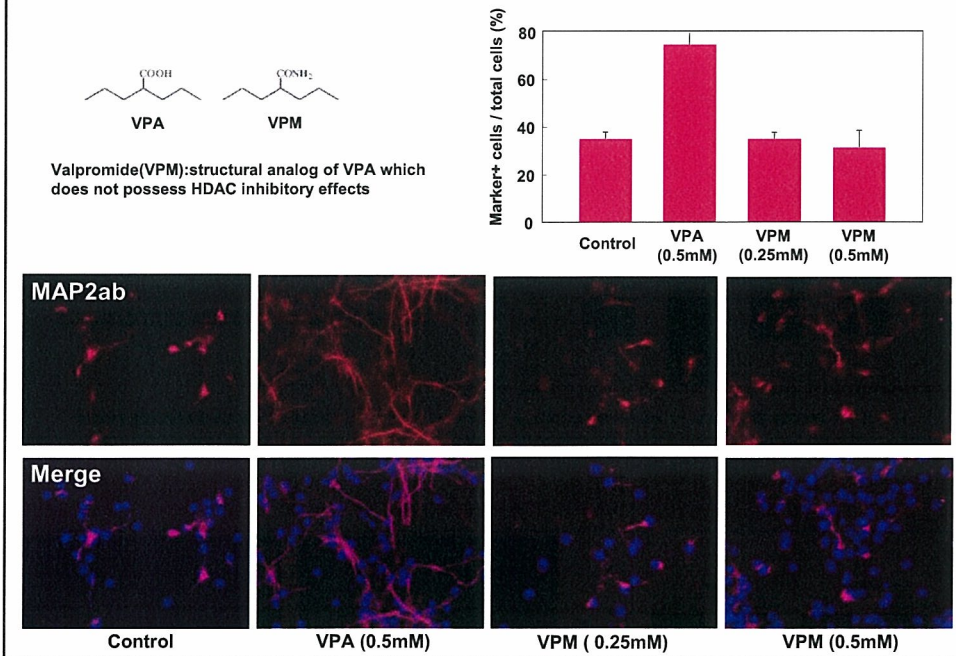 COOH
CONH₂
VPA
VPM
Valpromide(VPM):structural analog of VPA which
does not possess HDAC inhibitory effects
Marker+ cells / total cells (%)
80
60
40
20
0
Control
VPA
(0.5mM)
VPM
(0.25mM)
VPM
(0.5mM)
MAP2ab
Merge
Control
VPA (0.5mM)
VPM ( 0.25mM)
VPM (0.5mM)